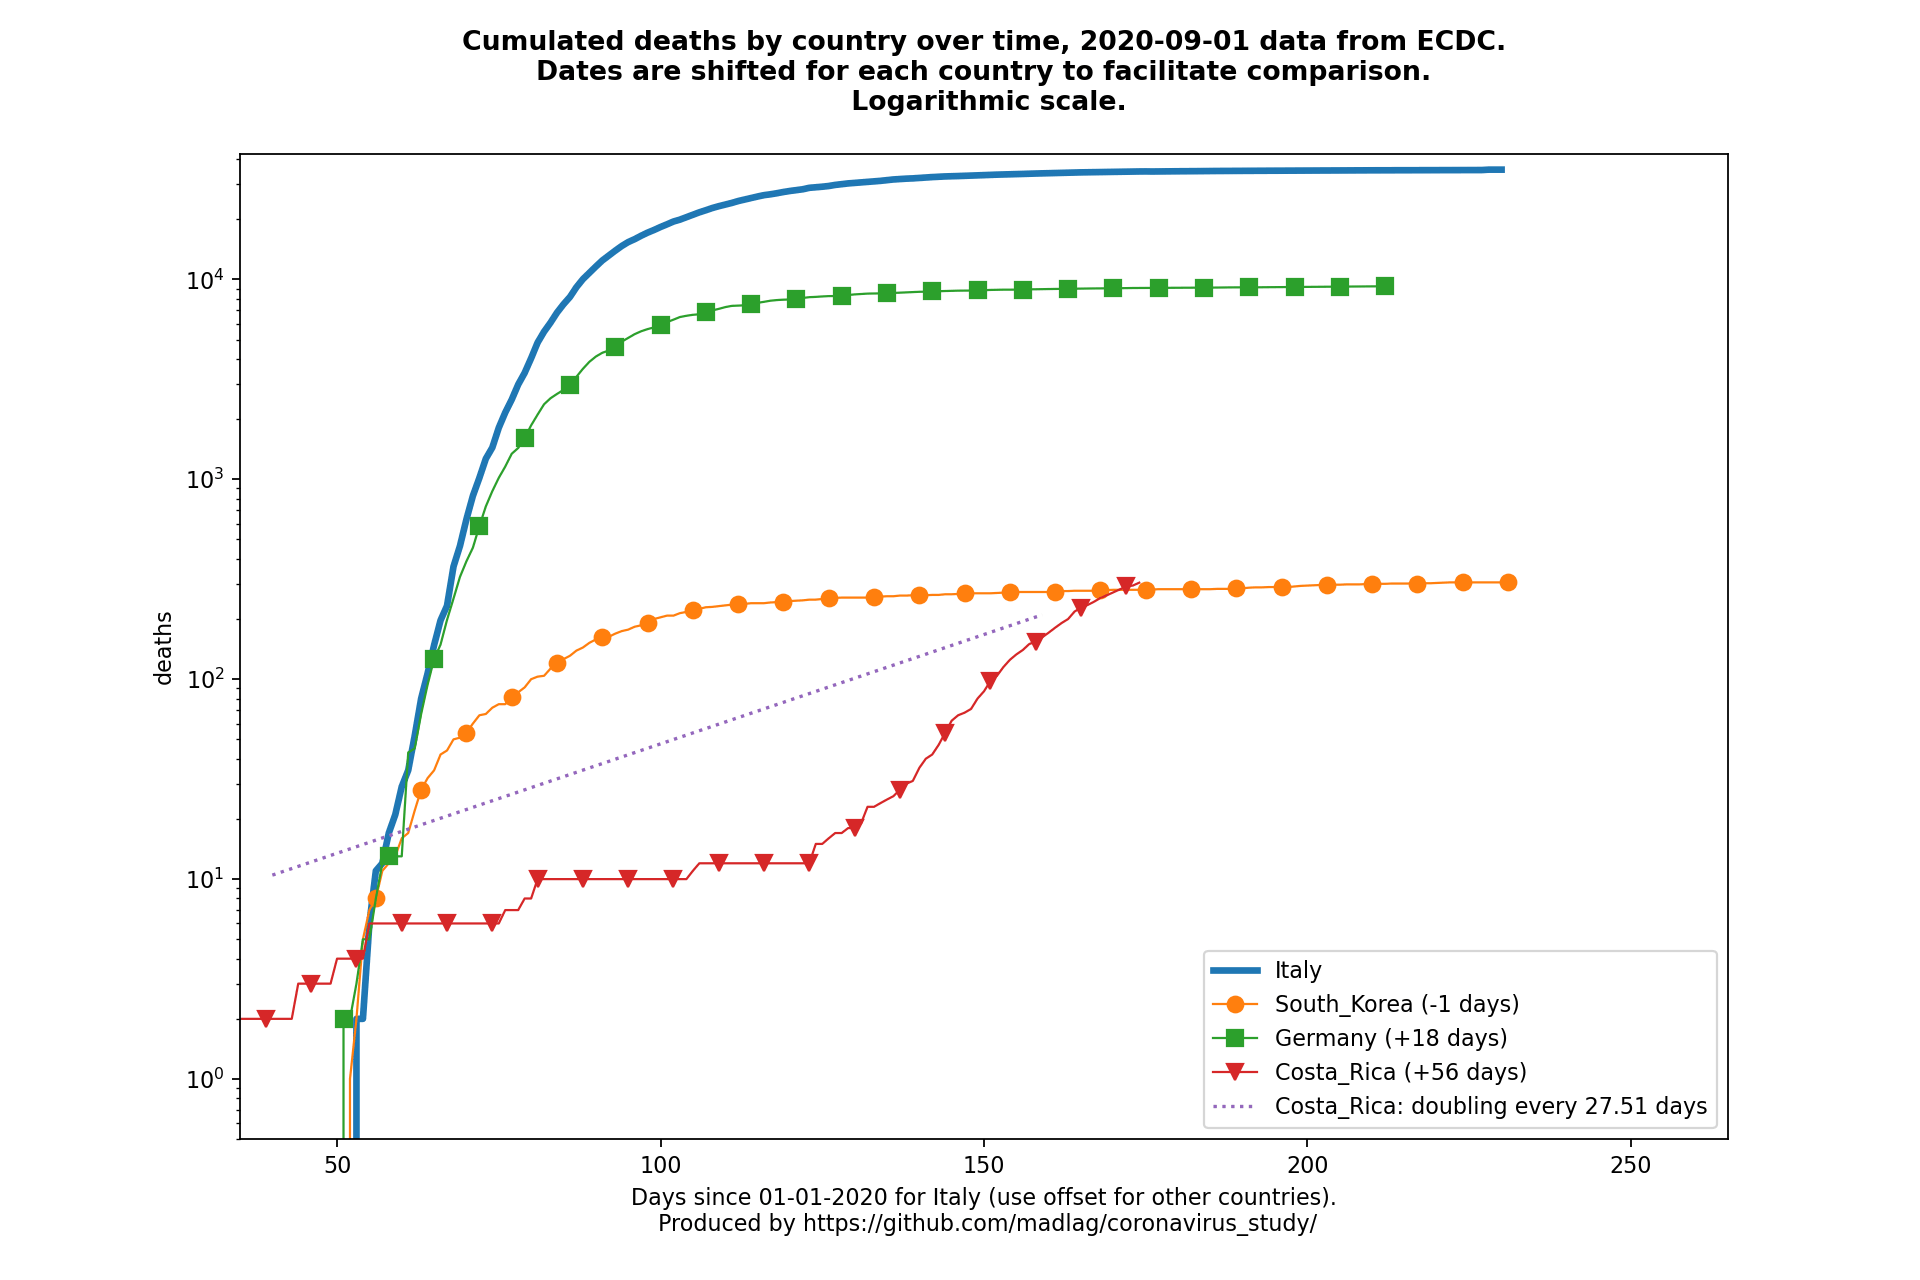 Cumulated deaths by country over time, 2020-09-01 data from ECDC.
Dates are shifted for each country to facilitate comparison.
Logarithmic scale.
10⁴
10³
10²
10¹
10⁰
deaths
Italy
South_Korea (-1 days)
Germany (+18 days)
Costa_Rica (+56 days)
Costa_Rica: doubling every 27.51 days
50 100 150 200 250
Days since 01-01-2020 for Italy (use offset for other countries).
Produced by https://github.com/madlag/coronavirus_study/